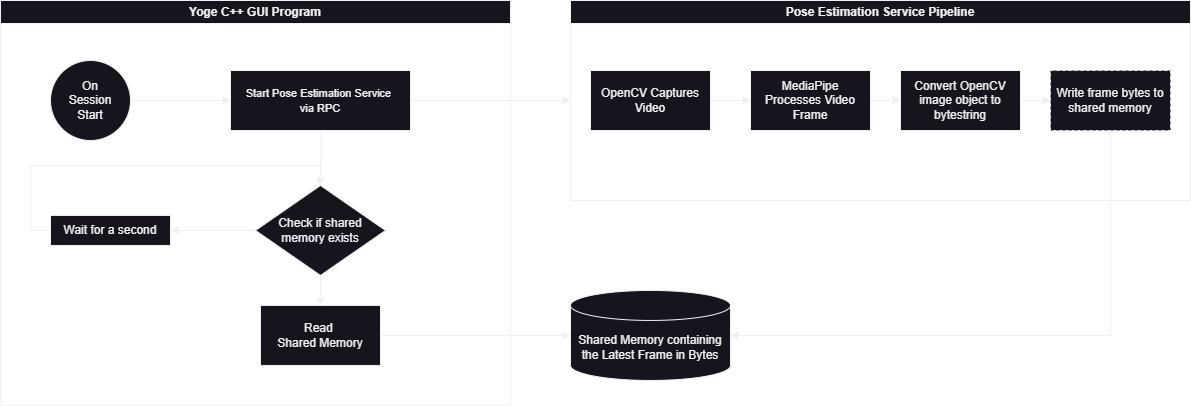 Yoge C++ GUI Program
On
Session
Start
Start Pose Estimation Service
via RPC
Wait for a second
Check if shared
memory exists
Read
Shared Memory
Pose Estimation Service Pipeline
OpenCV Captures
Video
MediaPipe
Processes Video
Frame
Convert OpenCV
image object to
bytestring
Write frame bytes to
shared memory
Shared Memory containing
the Latest Frame in Bytes